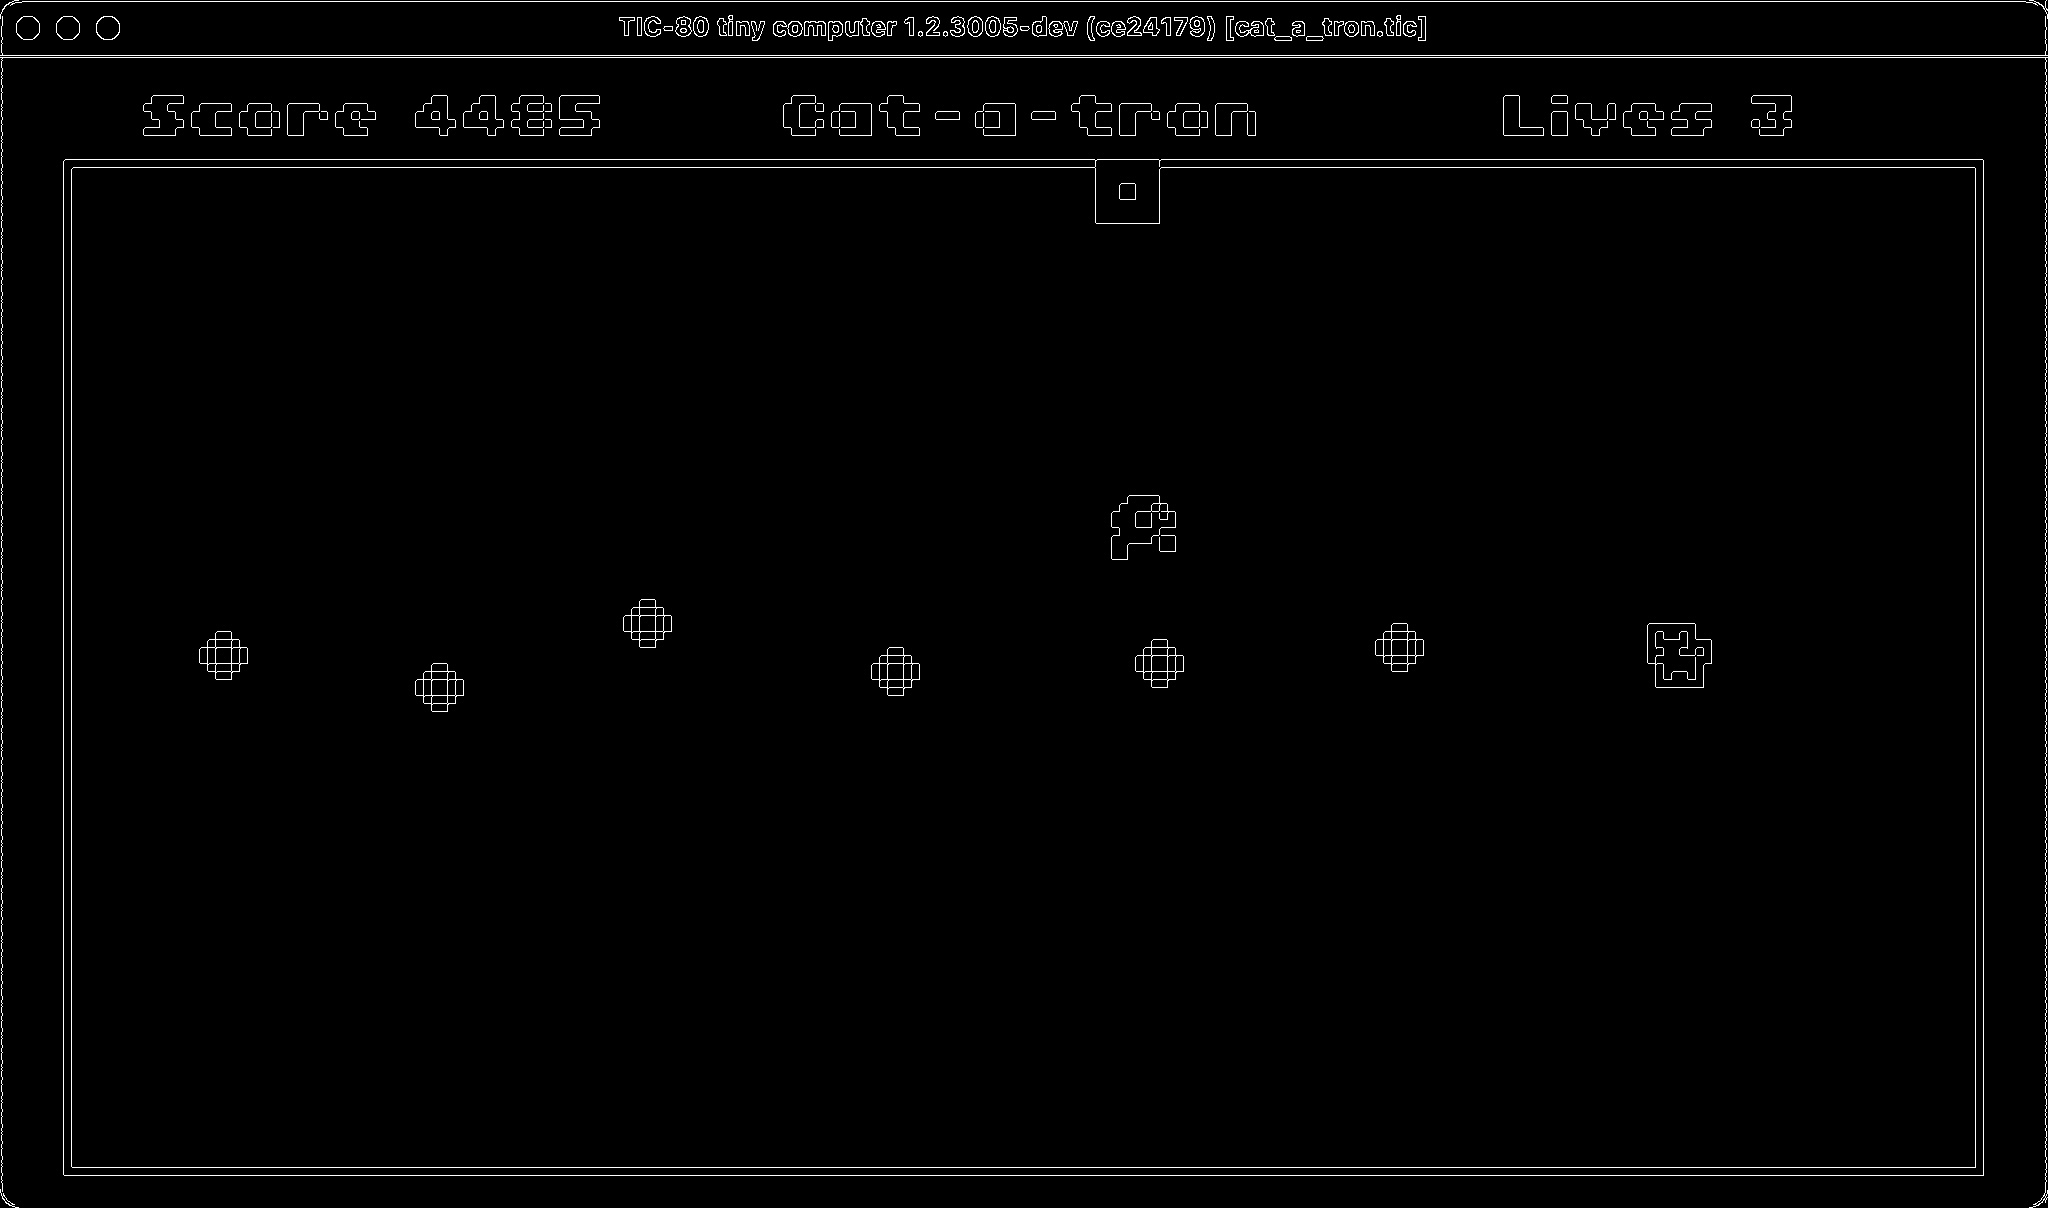 TIC-80 tiny computer 1.2.3005-dev (ce24179) [cat_a_tron.tic]
Score 4485 Cat-a-tron Lives 3